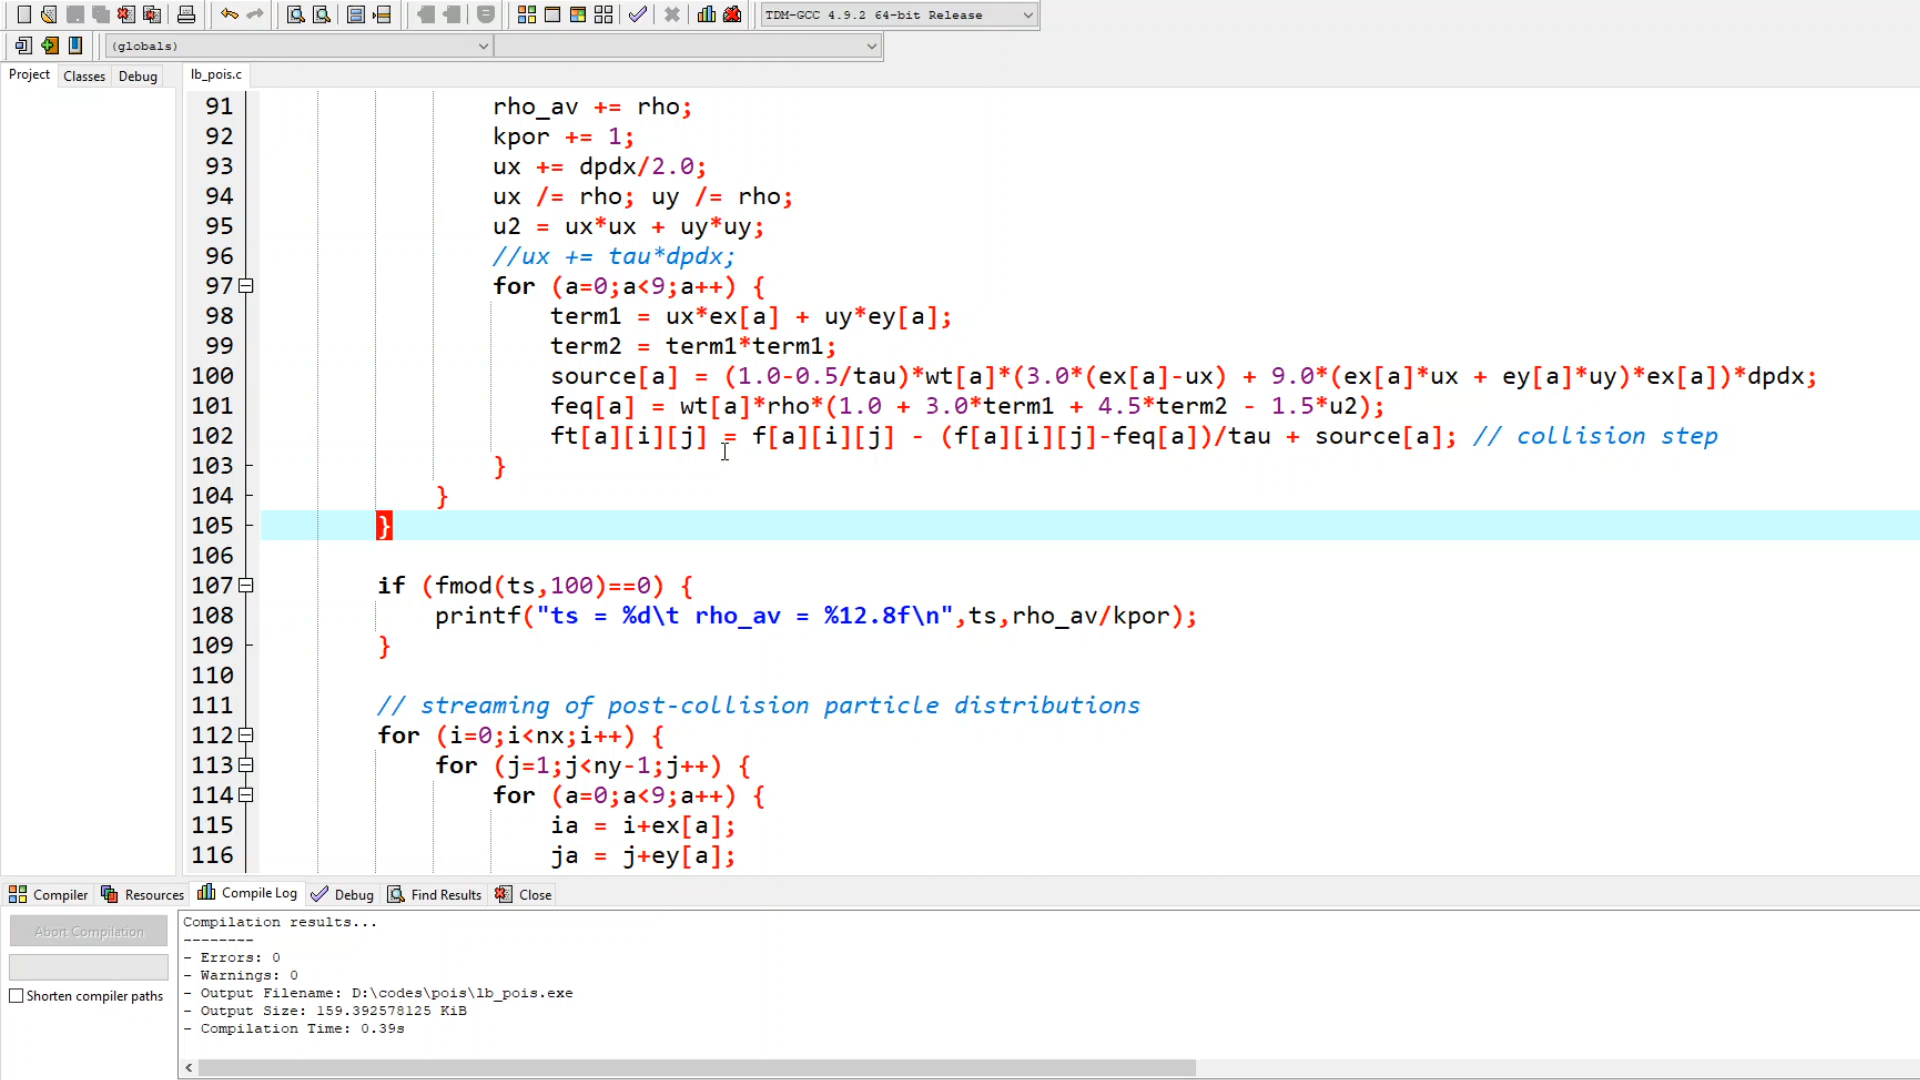 TDM-GCC 4.9.2 64-bit Release
(globals)
Project Classes Debug lb_pois.c
91 rho_av += rho;
92 kpor += 1;
93 ux += dpdx/2.0;
94 ux /= rho; uy /= rho;
95 u2 = ux*ux + uy*uy;
96 //ux += tau*dpdx;
97 for (a=0;a<9;a++) {
98 term1 = ux*ex[a] + uy*ey[a];
99 term2 = term1*term1;
100 source[a] = (1.0-0.5/tau)*wt[a]*(3.0*(ex[a]-ux) + 9.0*(ex[a]*ux + ey[a]*uy)*ex[a])*dpdx;
101 feq[a] = wt[a]*rho*(1.0 + 3.0*term1 + 4.5*term2 - 1.5*u2);
102 ft[a][i][j] = f[a][i][j] - (f[a][i][j]-feq[a])/tau + source[a]; // collision step
103 }
104 }
105 }
106
107 if (fmod(ts,100)==0) {
108 printf("ts = %d\t rho_av = %12.8f\n",ts,rho_av/kpor);
109 }
110
111 // streaming of post-collision particle distributions
112 for (i=0;i<nx;i++) {
113 for (j=1;j<ny-1;j++) {
114 for (a=0;a<9;a++) {
115 ia = i+ex[a];
116 ja = j+ey[a];
Compiler Resources Compile Log Debug Find Results Close
Abort Compilation
Shorten compiler paths
Compilation results...
--------
- Errors: 0
- Warnings: 0
- Output Filename: D:\codes\pois\lb_pois.exe
- Output Size: 159.392578125 KiB
- Compilation Time: 0.39s